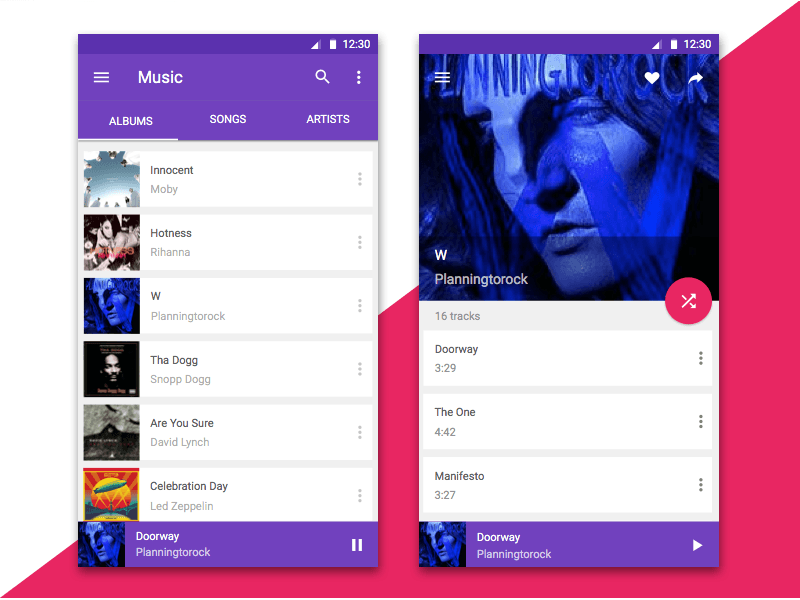 12:30
Music
ALBUMS
SONGS
ARTISTS
Innocent
Moby
Hotness
Rihanna
W
Planningtorock
Tha Dogg
Snopp Dogg
Are You Sure
David Lynch
Celebration Day
Led Zeppelin
Doorway
Planningtorock
12:30
PLANNINGTOROCK
W
Planningtorock
16 tracks
Doorway
3:29
The One
4:42
Manifesto
3:27
Doorway
Planningtorock